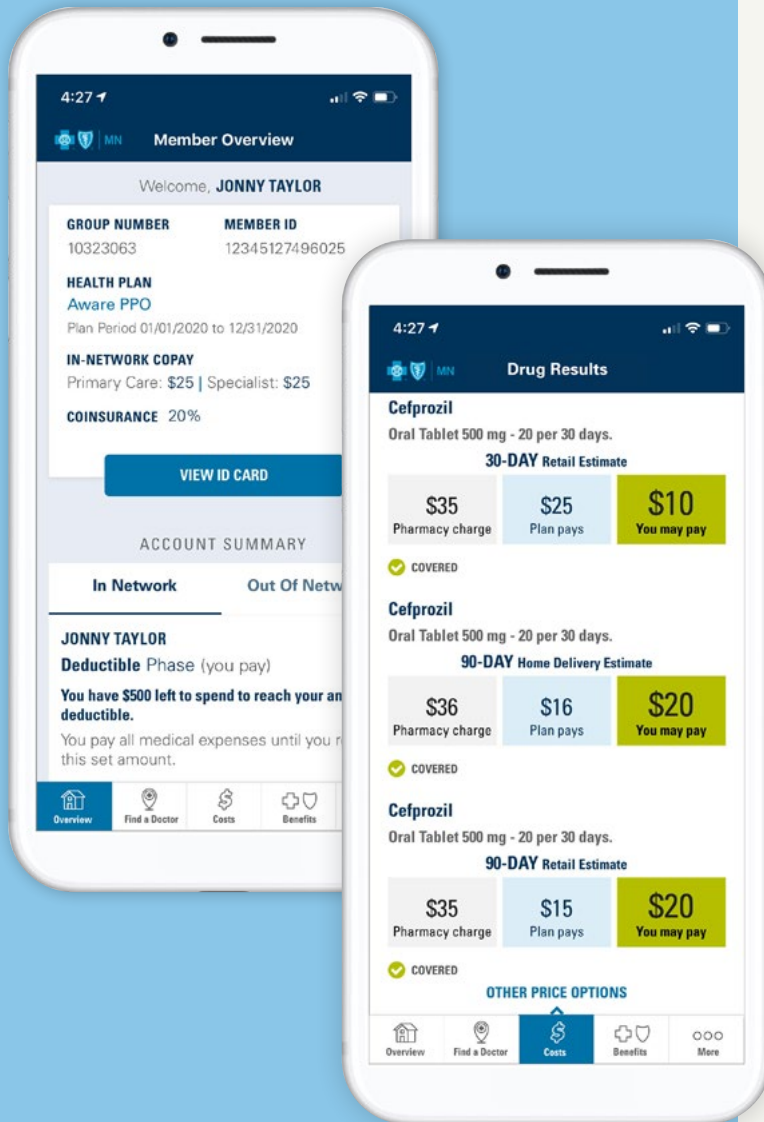 4:27
MN Member Overview
Welcome, JONNY TAYLOR
GROUP NUMBER MEMBER ID
10323063 12345127496025
HEALTH PLAN
Aware PPO
Plan Period 01/01/2020 to 12/31/2020
IN-NETWORK COPAY
Primary Care: $25 | Specialist: $25
COINSURANCE 20%
VIEW ID CARD
ACCOUNT SUMMARY
In Network Out Of
JONNY TAYLOR
Deductible Phase (you pay)
You have $500 left to spend to reach your
deductible.
You pay all medical expenses until you
this set amount.
Overview Find a Doctor Costs Benefits
4:27
MN Drug Results
Cefprozil
Oral Tablet 500 mg - 20 per 30 days.
30-DAY Retail Estimate
$35 $25 $10
Pharmacy charge Plan pays You may pay
COVERED
Cefprozil
Oral Tablet 500 mg - 20 per 30 days.
90-DAY Home Delivery Estimate
$36 $16 $20
Pharmacy charge Plan pays You may pay
COVERED
Cefprozil
Oral Tablet 500 mg - 20 per 30 days.
90-DAY Retail Estimate
$35 $15 $20
Pharmacy charge Plan pays You may pay
COVERED
OTHER PRICE OPTIONS
Overview Find a Doctor Costs Benefits More